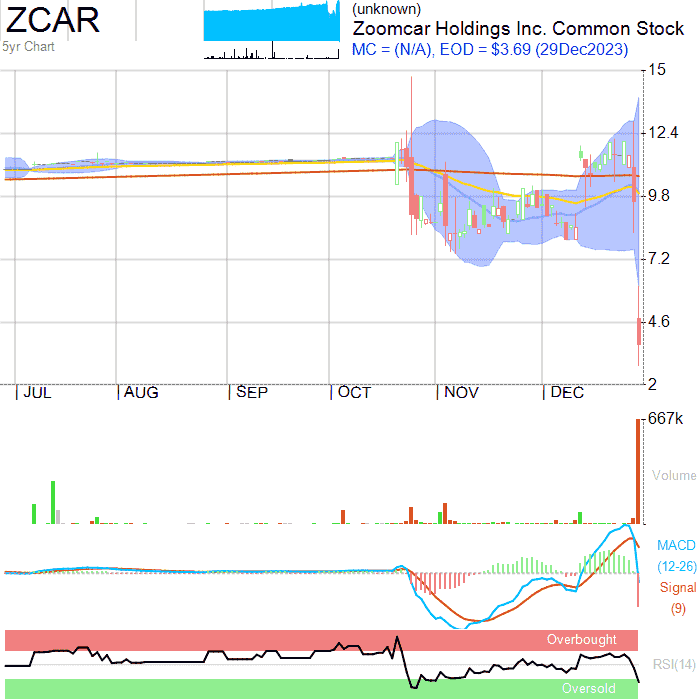 ZCAR
5yr Chart
(unknown)
Zoomcar Holdings Inc. Common Stock
MC = (N/A), EOD = $3.69 (29Dec2023)
15
12.4
9.8
7.2
4.6
2
JUL AUG SEP OCT NOV DEC
667k
Volume
MACD
(12-26)
Signal
(9)
Overbought
RSI(14)
Oversold